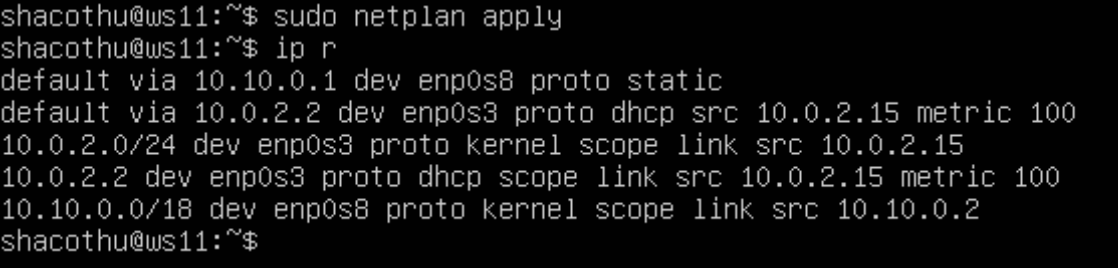 shacothu@ws11:~$ sudo netplan apply
shacothu@ws11:~$ ip r
default via 10.10.0.1 dev enp0s8 proto static
default via 10.0.2.2 dev enp0s3 proto dhcp src 10.0.2.15 metric 100
10.0.2.0/24 dev enp0s3 proto kernel scope link src 10.0.2.15
10.0.2.2 dev enp0s3 proto dhcp scope link src 10.0.2.15 metric 100
10.10.0.0/18 dev enp0s8 proto kernel scope link src 10.10.0.2
shacothu@ws11:~$